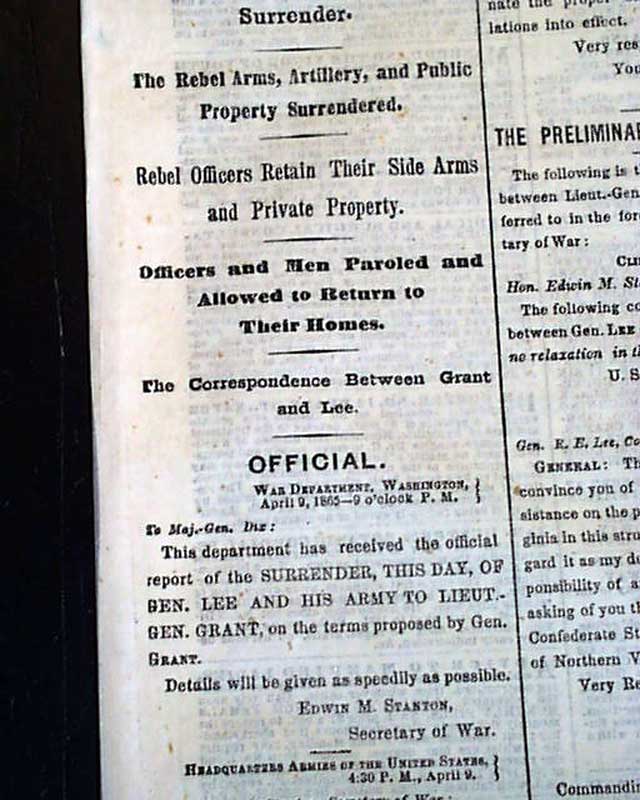 Surrender.
The Rebel Arms, Artillery, and Public
Property Surrendered.
Rebel Officers Retain Their Side Arms
and Private Property.
Officers and Men Paroled and
Allowed to Return to
Their Homes.
The Correspondence Between Grant
and Lee.
OFFICIAL.
WAR DEPARTMENT, WASHINGTON,
April 9, 1865—9 o'clock P. M.
To Maj.-Gen. Dix:
This department has received the official
report of the SURRENDER, THIS DAY, OF
GEN. LEE AND HIS ARMY TO LIEUT.-
GEN. GRANT, on the terms proposed by Gen.
GRANT.
Details will be given as speedily as possible.
EDWIN M. STANTON,
Secretary of War.
HEADQUARTERS ARMIES OF THE UNITED STATES,
4:30 P. M., April 9.
Secretary of War
lations into effect.
Very res
You
THE PRELIMINA
The following is t
between Lieut.-Gen
ferred to in the for
tary of War:
CLI
Hon. Edwin M. St
The following co
between Gen. LEE
no relaxation in th
U. S
Gen. R. E. Lee, Co
GENERAL: Th
convince you of
sistance on the p
ginia in this stru
gard it as my d
ponsibility of a
asking of you th
Confederate St
of Northern V
Very Re
Commandi